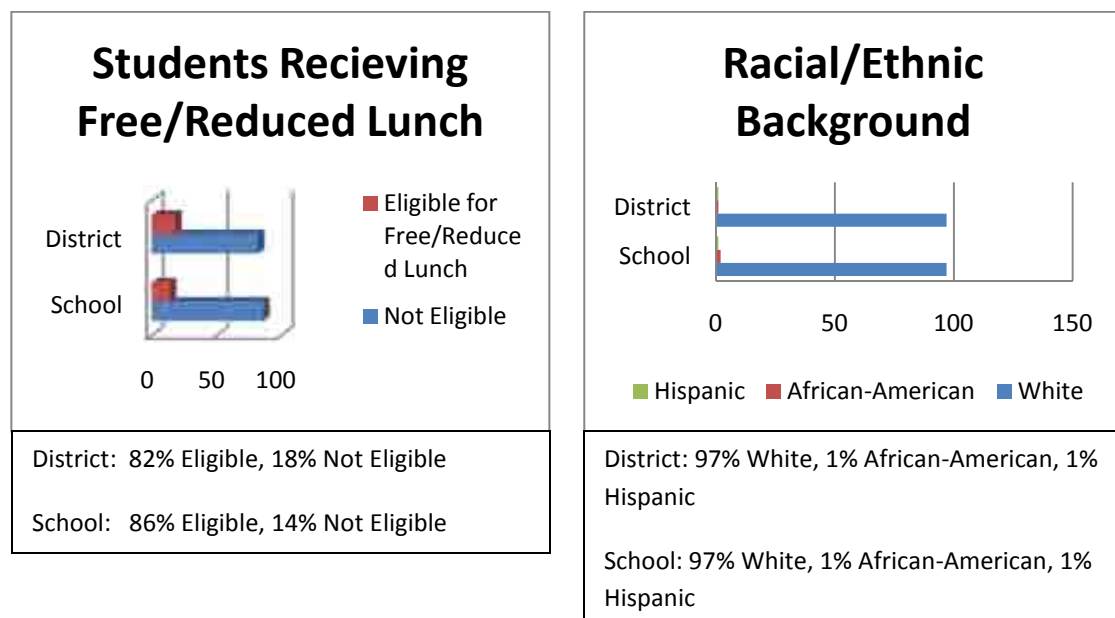 Students Recieving
Free/Reduced Lunch
District
School
0 50 100
Eligible for
Free/Reduce
d Lunch
Not Eligible
District: 82% Eligible, 18% Not Eligible
School: 86% Eligible, 14% Not Eligible
Racial/Ethnic
Background
District
School
0 50 100 150
Hispanic African-American White
District: 97% White, 1% African-American, 1%
Hispanic
School: 97% White, 1% African-American, 1%
Hispanic